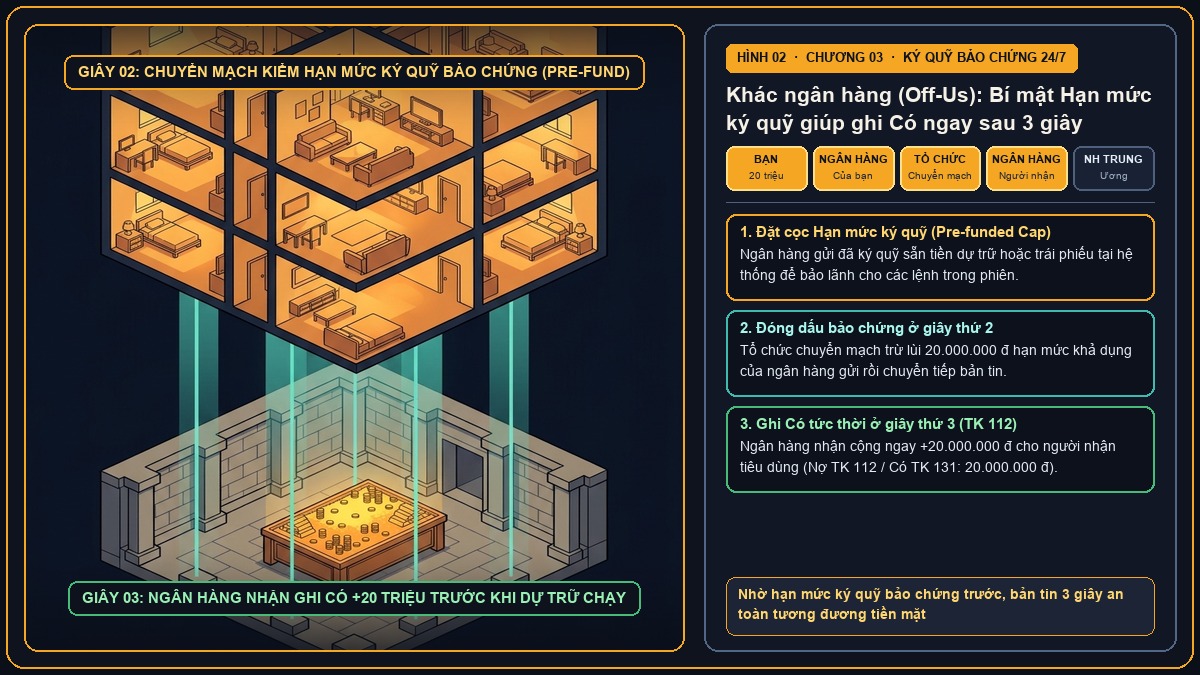 GIÂY 02: CHUYỂN MẠCH KIỂM HẠN MỨC KÝ QUỸ BẢO CHỨNG (PRE-FUND)
GIÂY 03: NGÂN HÀNG NHẬN GHI CÓ +20 TRIỆU TRƯỚC KHI DỰ TRỮ CHẠY
HÌNH 02 · CHƯƠNG 03 · KÝ QUỸ BẢO CHỨNG 24/7
Khác ngân hàng (Off-Us): Bí mật Hạn mức
ký quỹ giúp ghi Có ngay sau 3 giây
BẠN
20 triệu
NGÂN HÀNG
Của bạn
TỔ CHỨC
Chuyển mạch
NGÂN HÀNG
Người nhận
NH TRUNG
Ương
1. Đặt cọc Hạn mức ký quỹ (Pre-funded Cap)
Ngân hàng gửi đã ký quỹ sẵn tiền dự trữ hoặc trái phiếu tại hệ
thống để bảo lãnh cho các lệnh trong phiên.
2. Đóng dấu bảo chứng ở giây thứ 2
Tổ chức chuyển mạch trừ lùi 20.000.000 đ hạn mức khả dụng
của ngân hàng gửi rồi chuyển tiếp bản tin.
3. Ghi Có tức thời ở giây thứ 3 (TK 112)
Ngân hàng nhận cộng ngay +20.000.000 đ cho người nhận
tiêu dùng (Nợ TK 112 / Có TK 131: 20.000.000 đ).
Nhờ hạn mức ký quỹ bảo chứng trước, bản tin 3 giây an
toàn tương đương tiền mặt